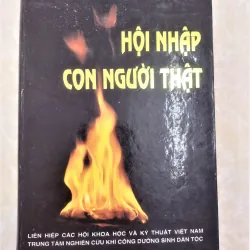 HỘI NHẬP
CON NGƯỜI THẬT
LIÊN HIỆP CÁC HỘI KHOA HỌC VÀ KỸ THUẬT VIỆT NAM
TRUNG TÂM NGHIÊN CỨU KHÍ CÔNG DƯỠNG SINH DÂN TỘC